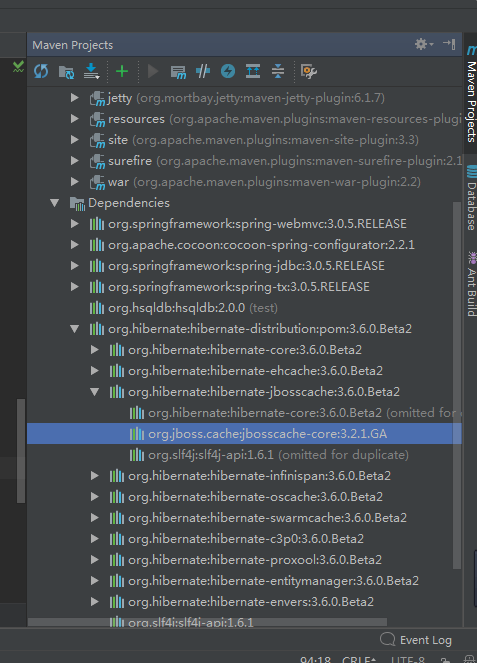 Maven Projects
jetty (org.mortbay.jetty:maven-jetty-plugin:6.1.7)
resources (org.apache.maven.plugins:maven-resources-plugi
site (org.apache.maven.plugins:maven-site-plugin:3.3)
surefire (org.apache.maven.plugins:maven-surefire-plugin:2.1
war (org.apache.maven.plugins:maven-war-plugin:2.2)
Dependencies
org.springframework:spring-webmvc:3.0.5.RELEASE
org.apache.cocoon:cocoon-spring-configurator:2.2.1
org.springframework:spring-jdbc:3.0.5.RELEASE
org.springframework:spring-tx:3.0.5.RELEASE
org.hsqldb:hsqldb:2.0.0 (test)
org.hibernate:hibernate-distribution:pom:3.6.0.Beta2
org.hibernate:hibernate-core:3.6.0.Beta2
org.hibernate:hibernate-ehcache:3.6.0.Beta2
org.hibernate:hibernate-jbosscache:3.6.0.Beta2
org.hibernate:hibernate-core:3.6.0.Beta2 (omitted for
org.jboss.cache:jbosscache-core:3.2.1.GA
org.slf4j:slf4j-api:1.6.1 (omitted for duplicate)
org.hibernate:hibernate-infinispan:3.6.0.Beta2
org.hibernate:hibernate-oscache:3.6.0.Beta2
org.hibernate:hibernate-swarmcache:3.6.0.Beta2
org.hibernate:hibernate-c3p0:3.6.0.Beta2
org.hibernate:hibernate-proxool:3.6.0.Beta2
org.hibernate:hibernate-entitymanager:3.6.0.Beta2
org.hibernate:hibernate-envers:3.6.0.Beta2
org.slf4j:slf4j-api:1.6.1
Maven Projects
Database
Ant Build
Event Log
94:18 CRLF UTF-8